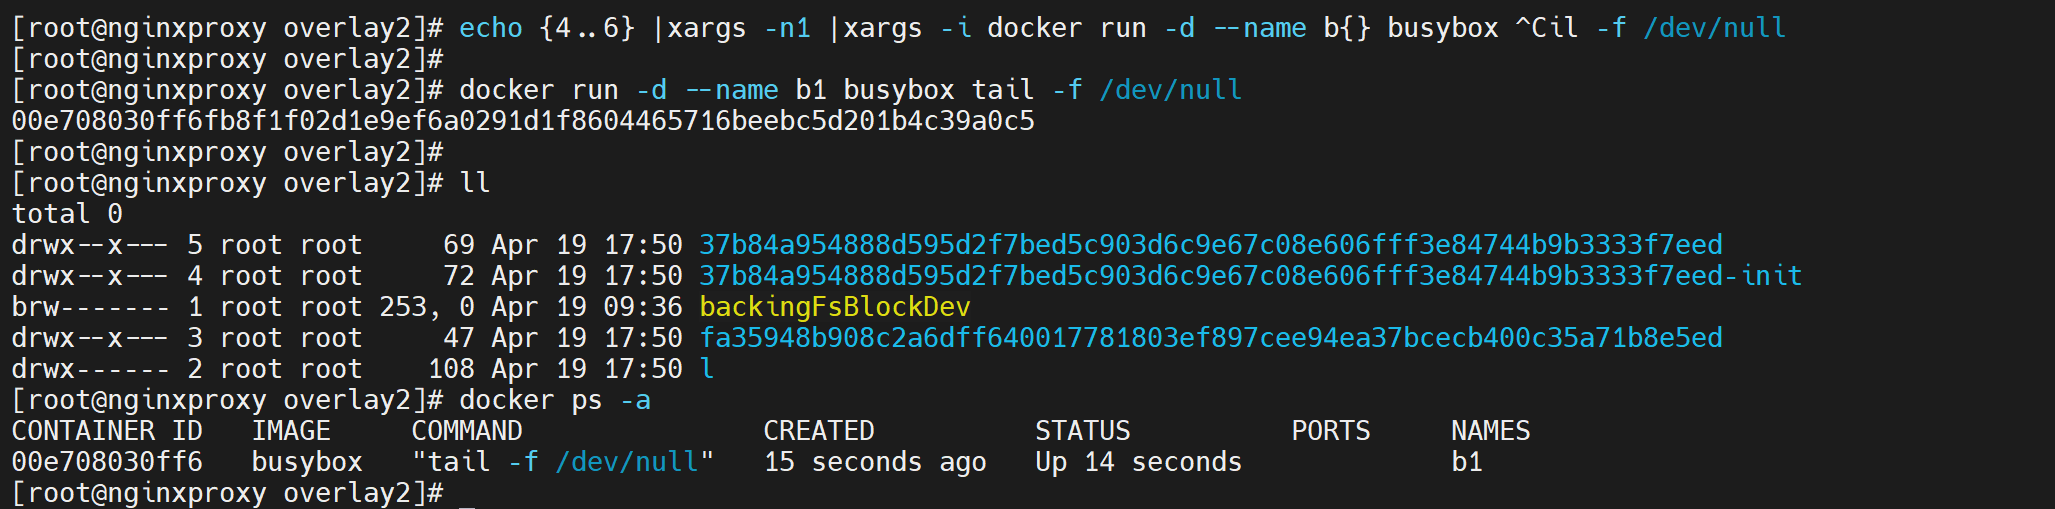 [root@nginxproxy overlay2]# echo {4..6} |xargs -n1 |xargs -i docker run -d --name b{} busybox ^Cil -f /dev/null
[root@nginxproxy overlay2]#
[root@nginxproxy overlay2]# docker run -d --name b1 busybox tail -f /dev/null
00e708030ff6fb8f1f02d1e9ef6a0291d1f8604465716beebc5d201b4c39a0c5
[root@nginxproxy overlay2]#
[root@nginxproxy overlay2]# ll
total 0
drwx--x--- 5 root root     69 Apr 19 17:50 37b84a954888d595d2f7bed5c903d6c9e67c08e606fff3e84744b9b3333f7eed
drwx--x--- 4 root root     72 Apr 19 17:50 37b84a954888d595d2f7bed5c903d6c9e67c08e606fff3e84744b9b3333f7eed-init
brw------- 1 root root 253, 0 Apr 19 09:36 backingFsBlockDev
drwx--x--- 3 root root     47 Apr 19 17:50 fa35948b908c2a6dff640017781803ef897cee94ea37bcecb400c35a71b8e5ed
drwx------ 2 root root    108 Apr 19 17:50 l
[root@nginxproxy overlay2]# docker ps -a
CONTAINER ID   IMAGE     COMMAND               CREATED          STATUS          PORTS     NAMES
00e708030ff6   busybox   "tail -f /dev/null"   15 seconds ago   Up 14 seconds             b1
[root@nginxproxy overlay2]#